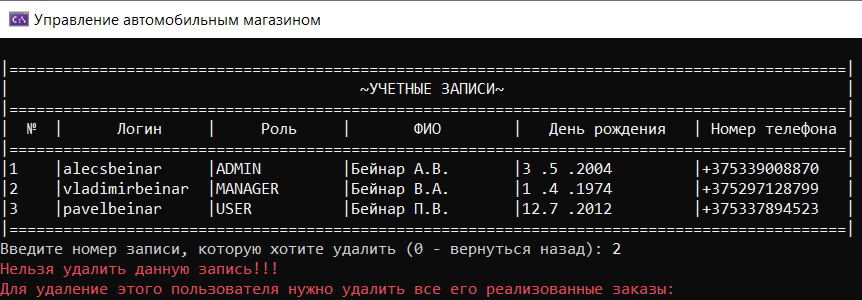 Управление автомобильным магазином
|=============================================================================================|
|                                       ~УЧЕТНЫЕ ЗАПИСИ~                                      |
|=============================================================================================|
|  №  |      Логин     |     Роль     |       ФИО        |   День рождения   | Номер телефона |
|=============================================================================================|
|1    |alecsbeinar     |ADMIN         |Бейнар А.В.       |3 .5 .2004         |+375339008870   |
|2    |vladimirbeinar  |MANAGER       |Бейнар В.А.       |1 .4 .1974         |+375297128799   |
|3    |pavelbeinar     |USER          |Бейнар П.В.       |12.7 .2012         |+375337894523   |
|=============================================================================================|
Введите номер записи, которую хотите удалить (0 - вернуться назад): 2
Нельзя удалить данную запись!!!
Для удаление этого пользователя нужно удалить все его реализованные заказы: